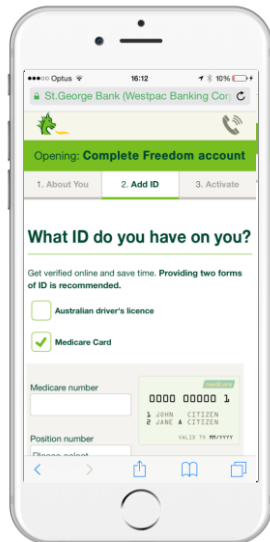 Optus 16:12 10%
St.George Bank (Westpac Banking Cor
Opening: Complete Freedom account
1. About You 2. Add ID 3. Activate
What ID do you have on you?
Get verified online and save time. Providing two forms
of ID is recommended.
Australian driver's licence
Medicare Card
Medicare number
medicare
0000 00000 1
1 JOHN CITIZEN
2 JANE A CITIZEN
VALID TO MM/YYYY
Position number
Please select